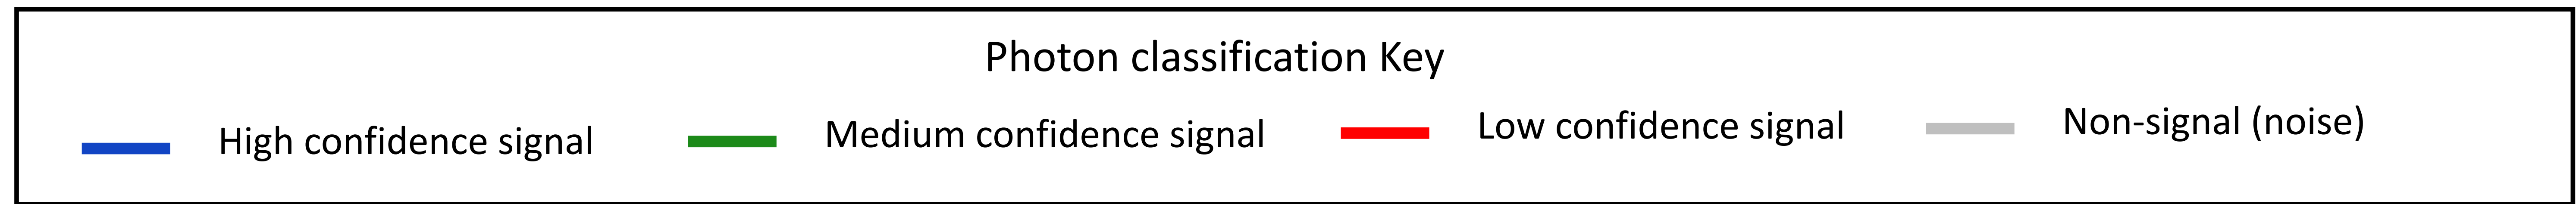 Photon classification Key
High confidence signal
Medium confidence signal
Low confidence signal
Non-signal (noise)